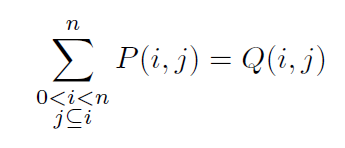 n
∑ P(i, j) = Q(i, j)
0<i<n
j⊆i